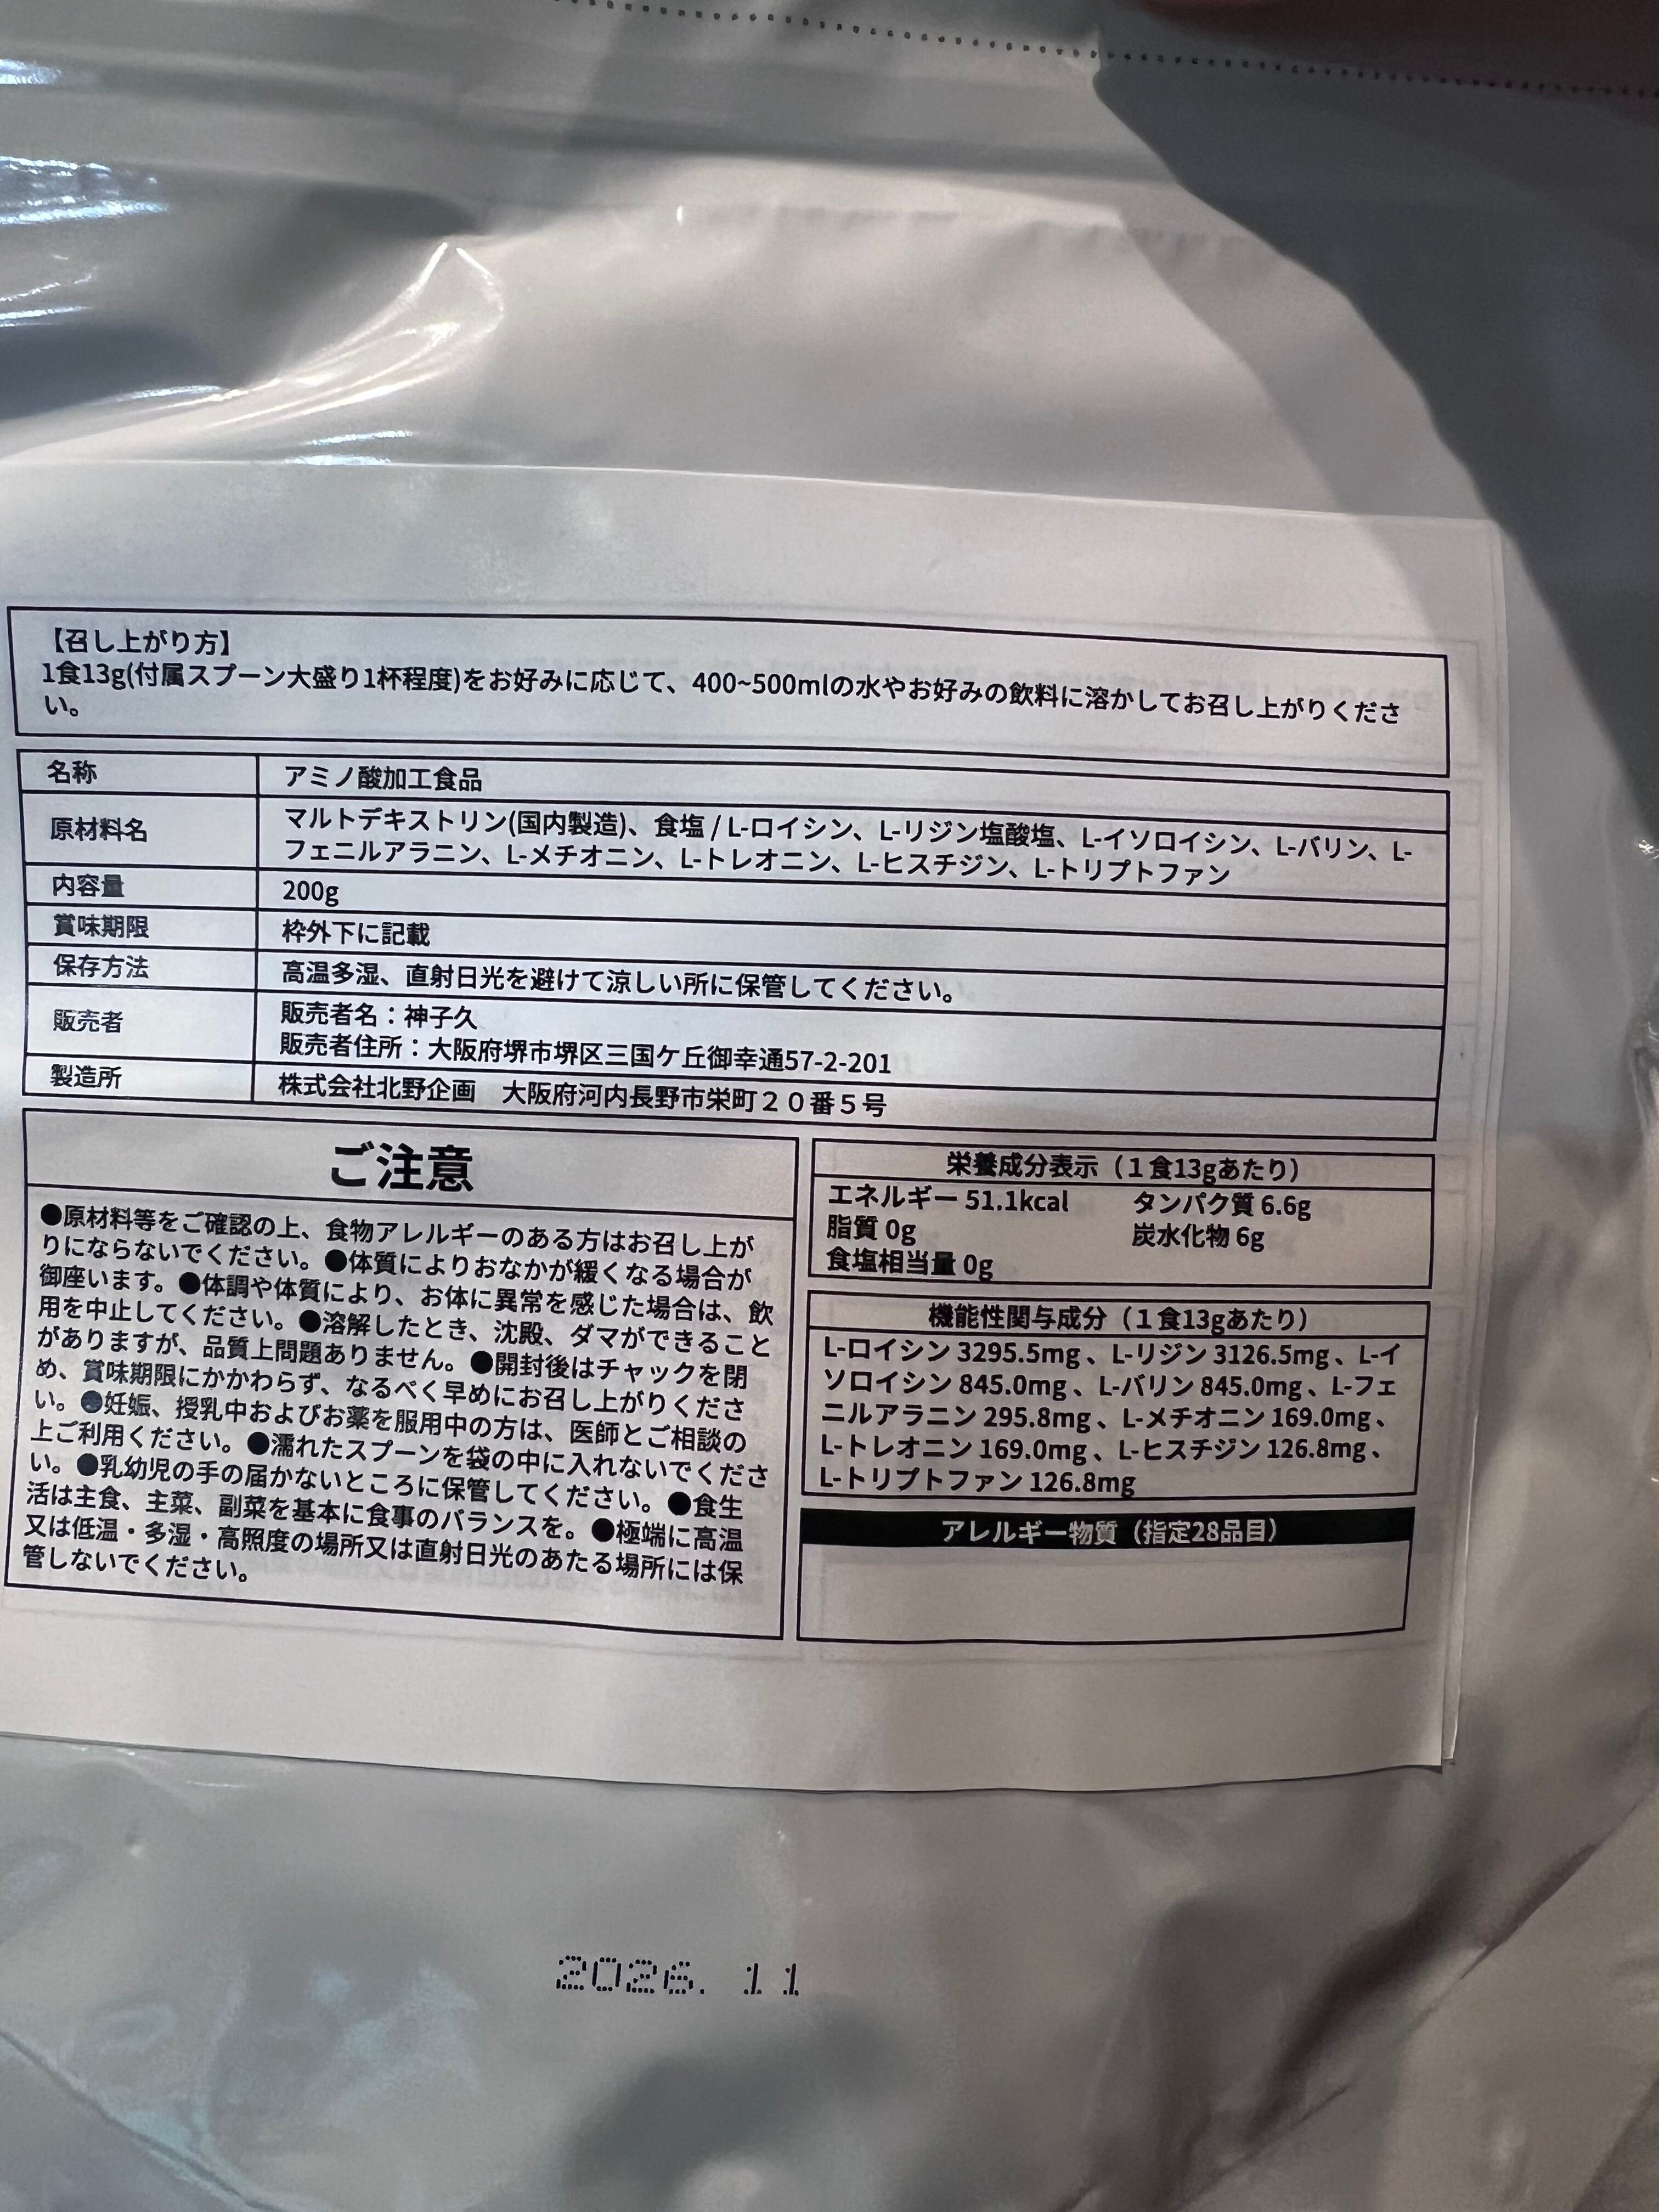 【召し上がり方】
1食13g(付属スプーン大盛り1杯程度)をお好みに応じて、400~500mlの水やお好みの飲料に溶かしてお召し上がりくださ
い。
名称 アミノ酸加工食品
原材料名 マルトデキストリン(国内製造)、食塩 / L-ロイシン、L-リジン塩酸塩、L-イソロイシン、L-バリン、L-
フェニルアラニン、L-メチオニン、L-トレオニン、L-ヒスチジン、L-トリプトファン
内容量 200g
賞味期限 枠外下に記載
保存方法 高温多湿、直射日光を避けて涼しい所に保管してください。
販売者 販売者名：神子久
販売者住所：大阪府堺市堺区三国ケ丘御幸通57-2-201
製造所 株式会社北野企画　大阪府河内長野市栄町２０番５号
ご注意
●原材料等をご確認の上、食物アレルギーのある方はお召し上が
りにならないでください。●体質によりおなかが緩くなる場合が
御座います。●体調や体質により、お体に異常を感じた場合は、飲
用を中止してください。●溶解したとき、沈殿、ダマができること
がありますが、品質上問題ありません。●開封後はチャックを閉
め、賞味期限にかかわらず、なるべく早めにお召し上がりくださ
い。●妊娠、授乳中およびお薬を服用中の方は、医師とご相談の
上ご利用ください。●濡れたスプーンを袋の中に入れないでくださ
い。●乳幼児の手の届かないところに保管してください。●食生
活は主食、主菜、副菜を基本に食事のバランスを。●極端に高温
又は低温・多湿・高照度の場所又は直射日光のあたる場所には保
管しないでください。
栄養成分表示（１食13gあたり）
エネルギー 51.1kcal タンパク質 6.6g
脂質 0g 炭水化物 6g
食塩相当量 0g
機能性関与成分（１食13gあたり）
L-ロイシン 3295.5mg 、L-リジン 3126.5mg 、L-イ
ソロイシン 845.0mg 、L-バリン 845.0mg 、L-フェ
ニルアラニン 295.8mg 、L-メチオニン 169.0mg 、
L-トレオニン 169.0mg 、L-ヒスチジン 126.8mg 、
L-トリプトファン 126.8mg
アレルギー物質（指定28品目）
2026. 11